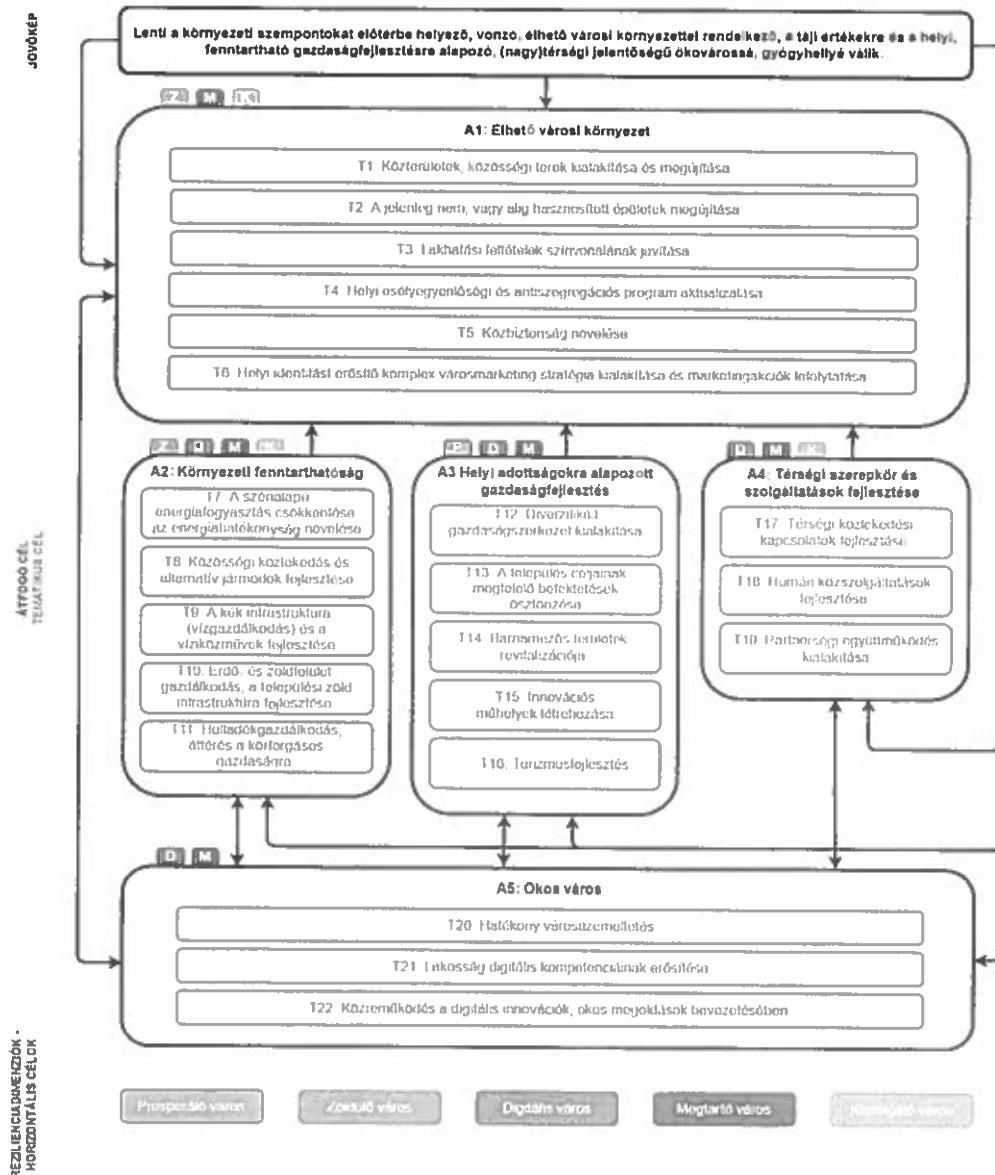 JÖVŐKÉP
Lenti a környezeti szempontokat előtérbe helyező, vonzó, élhető városi környezettel rendelkező, a táji értékekre és a helyi,
fenntartható gazdaságfejlesztésre alapozó, (nagy)térségi jelentőségű ökovárossá, gyógyhellyé válik.
Z M K
A1: Élhető városi környezet
T1 Közterületek, közösségi terek kialakítása és megújítása
T2 A jelenleg nem, vagy alig hasznosított épületek megújítása
T3 Lakhatási feltételek színvonalának javítása
T4 Helyi esélyegyenlőségi és antiszegregációs program aktualizálása
T5 Közbiztonság növelése
T6 Helyi identitást erősítő komplex városmarketing stratégia kialakítása és marketingakciók lefolytatása
ÁTFOGÓ CÉL
TEMATIKUS CÉL
Z D M K
A2: Környezeti fenntarthatóság
T7 A szénalapú
energiafogyasztás csökkentése
az energiahatékonyság növelése
T8 Közösségi közlekedés és
alternatív jármódok fejlesztése
T9 A kék infrastruktúra
(vízgazdálkodás) és a
víziközművek fejlesztése
T10. Erdő- és zöldfelület
gazdálkodás, a települési zöld
infrastruktúra fejlesztése
T11 Hulladékgazdálkodás,
áttérés a körforgásos
gazdaságra
P D M
A3 Helyi adottságokra alapozott
gazdaságfejlesztés
T12 Diverzifikált
gazdaságszerkezet kialakítása
T13 A település céljainak
megfelelő befektetések
ösztönzése
T14 Barnamezős területek
revitalizációja
T15 Innovációs
műhelyek létrehozása
T16. Turizmusfejlesztés
D M K
A4: Térségi szerepkör és
szolgáltatások fejlesztése
T17 Térségi közlekedési
kapcsolatok fejlesztése
T18 Humán közszolgáltatások
fejlesztése
T19 Partnerségi együttműködés
kialakítása
D M
A5: Okos város
T20 Hatékony városüzemeltetés
T21 Lakosság digitális kompetenciáinak erősítése
T22 Közreműködés a digitális innovációk, okos megoldások bevezetésében
REZILIENCIADIMENZIÓK -
HORIZONTÁLIS CÉLOK
Prosperáló város
Zöldülő város
Digitális város
Megtartó város
Kiszolgáló város